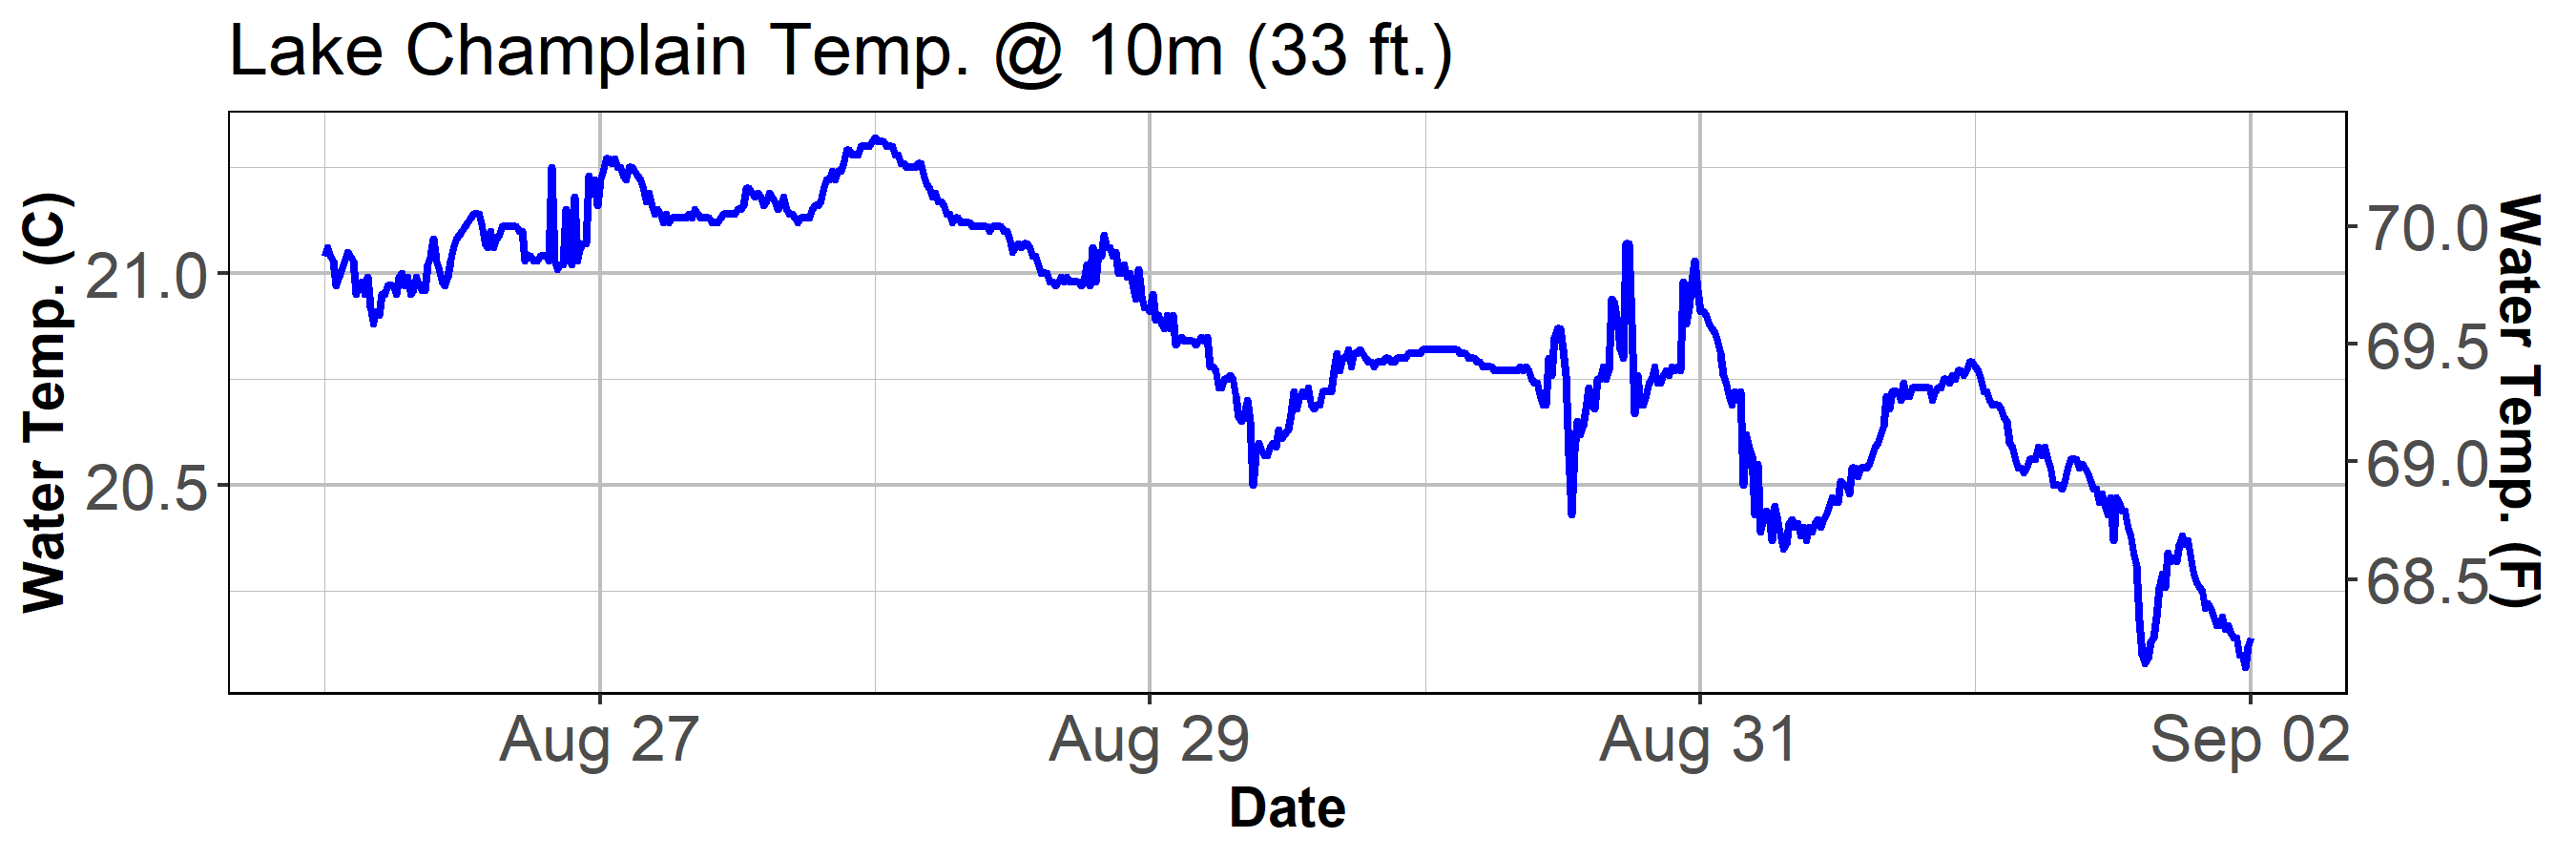 Lake Champlain Temp. @ 10m (33 ft.)
Water Temp. (C)
21.0
20.5
70.0
69.5
69.0
68.5
Water Temp. (F)
Aug 27
Aug 29
Aug 31
Sep 02
Date